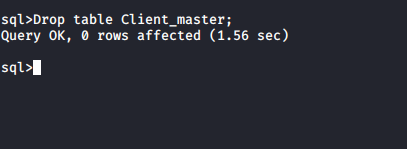 sql>Drop table Client_master;
Query OK, 0 rows affected (1.56 sec)
sql>